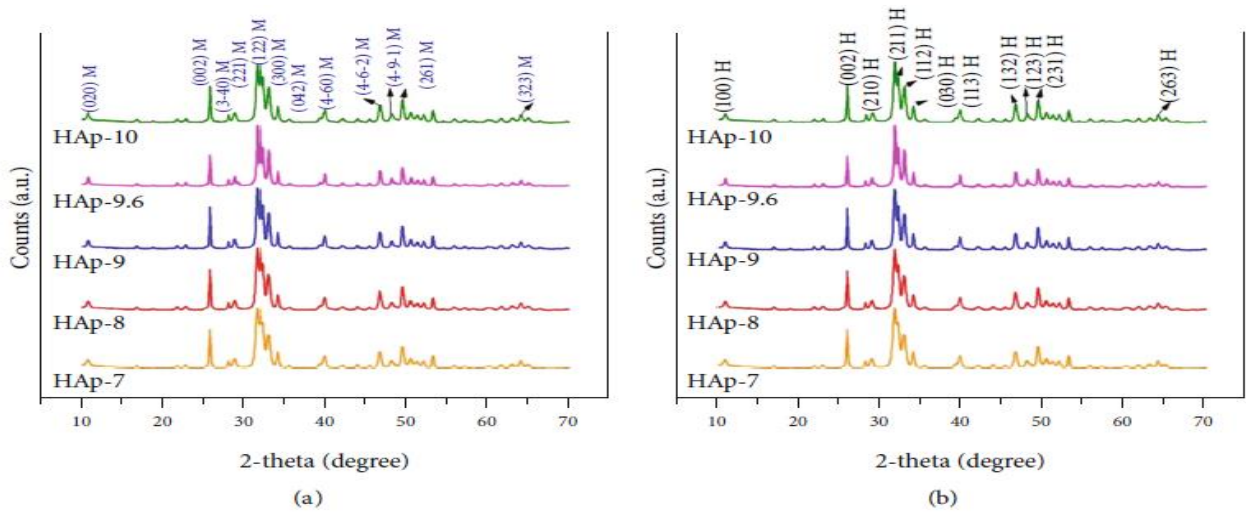 (020) M
(002) M
(3-40) M
(221) M
(122) M
(300) M
(042) M
(4-60) M
(4-6-2) M
(4-9-1) M
(261) M
(323) M
HAp-10
HAp-9.6
HAp-9
HAp-8
HAp-7
Counts (a.u.)
10 20 30 40 50 60 70
2-theta (degree)
(a)
(100) H
(002) H
(210) H
(211) H
(112) H
(030) H
(113) H
(132) H
(123) H
(231) H
(263) H
HAp-10
HAp-9.6
HAp-9
HAp-8
HAp-7
Counts (a.u.)
10 20 30 40 50 60 70
2-theta (degree)
(b)